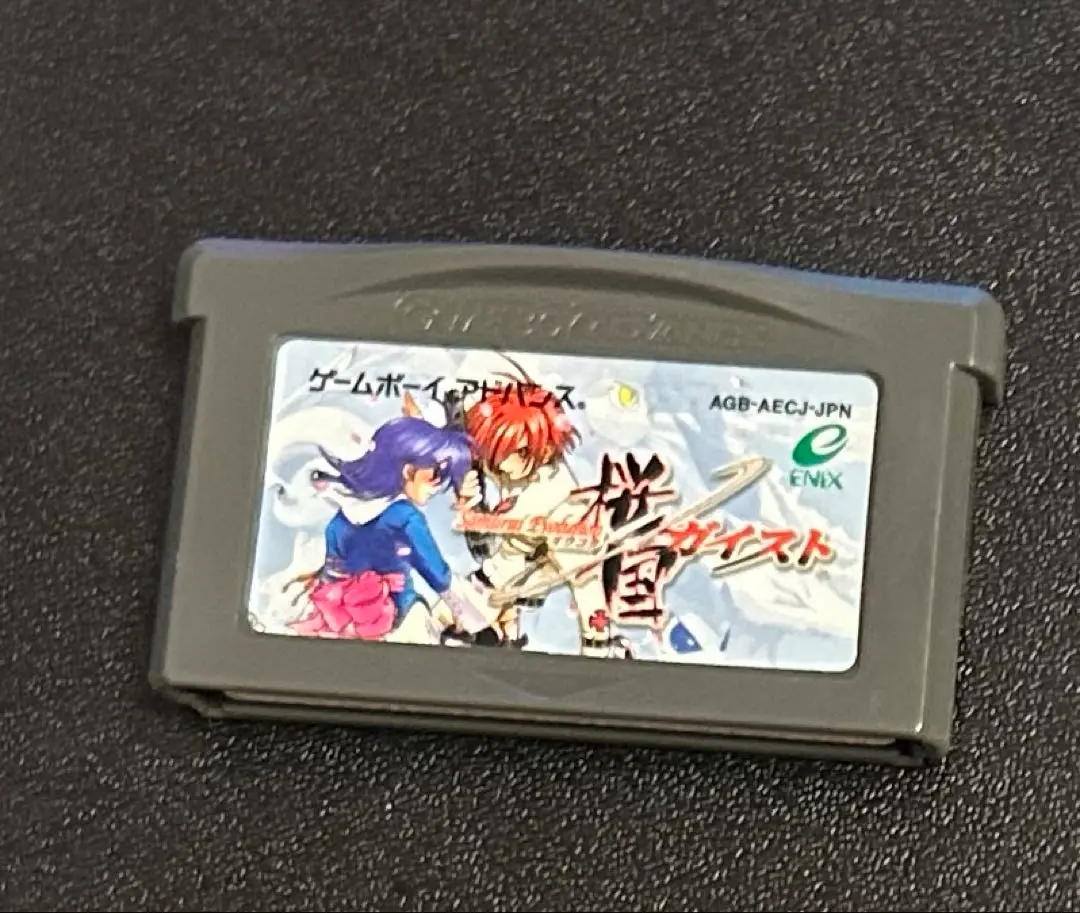 GAME BOY ADVANCE
ゲームボーイアドバンス。
AGB-AECJ-JPN
ENIX
Samurai Evolution
桜国
ガイスト